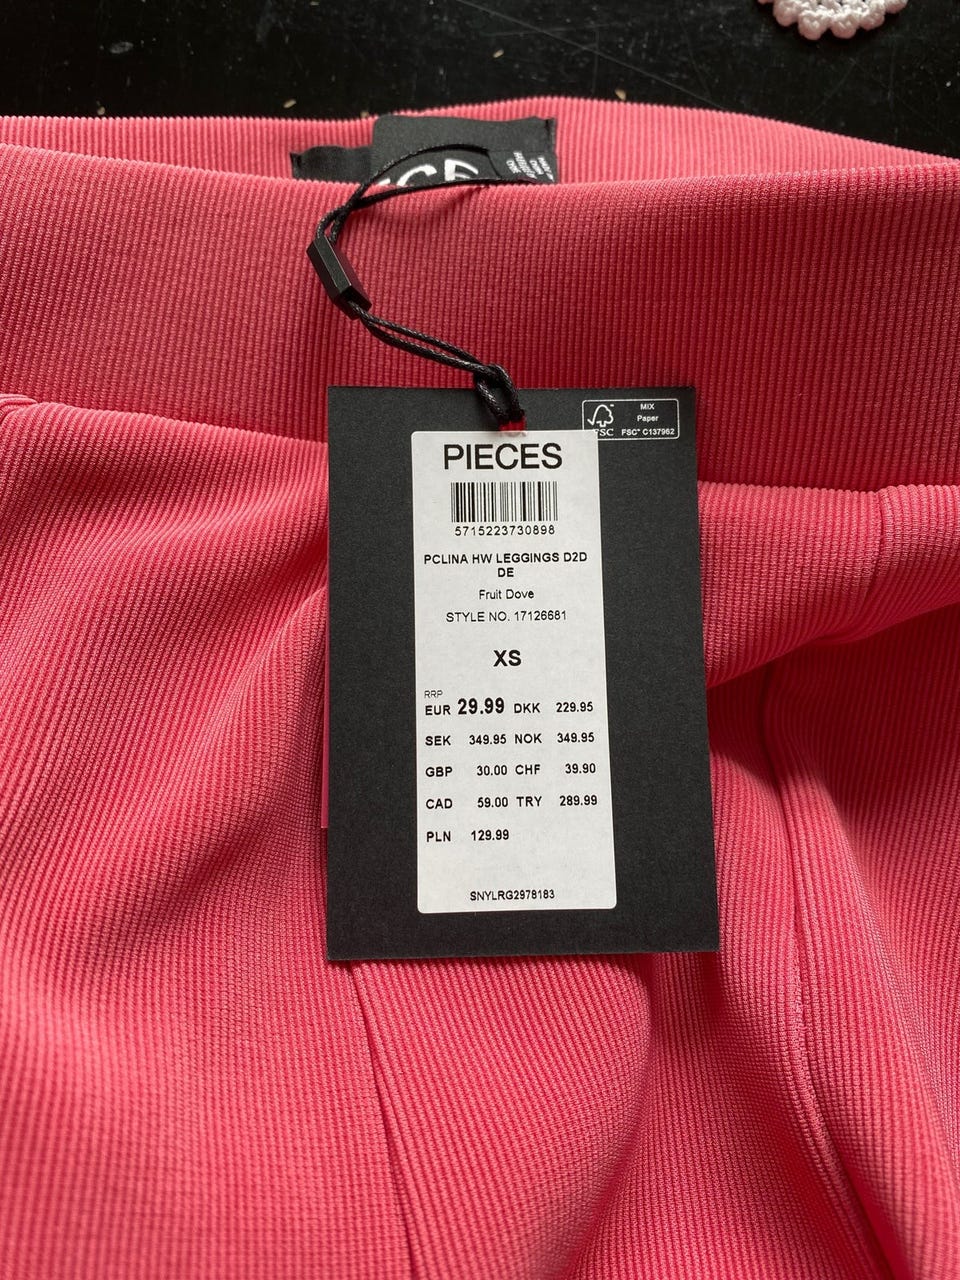 MIX
Paper
FSC
FSC® C137962
PIECES
5715223730898
PCLINA HW LEGGINGS D2D
DE
Fruit Dove
STYLE NO. 17126681
XS
RRP
EUR 29.99 DKK 229.95
SEK 349.95 NOK 349.95
GBP 30.00 CHF 39.90
CAD 59.00 TRY 289.99
PLN 129.99
SNYLRG2978183